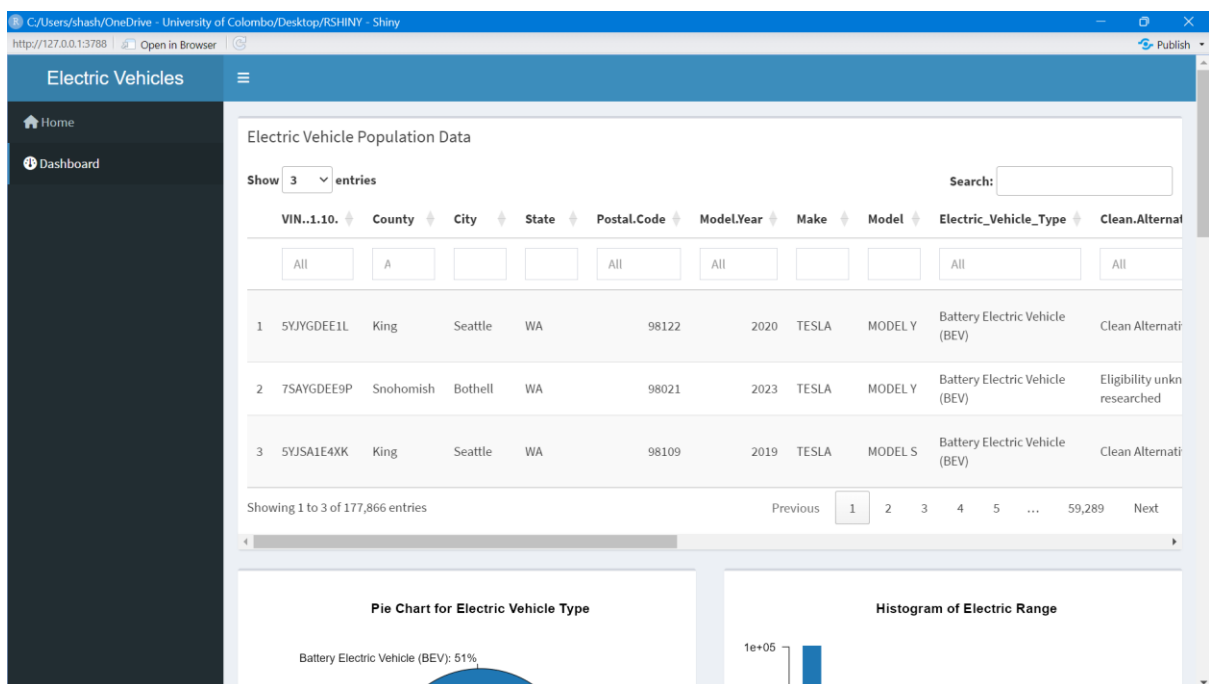 C:/Users/shash/OneDrive - University of Colombo/Desktop/RSHINY - Shiny
http://127.0.0.1:3788 Open in Browser Publish
Electric Vehicles
Home
Dashboard
Electric Vehicle Population Data
Show 3 entries Search:
VIN..1.10. County City State Postal.Code Model.Year Make Model Electric_Vehicle_Type Clean.Alternat
All A All All All All
1 5YJYGDEE1L King Seattle WA 98122 2020 TESLA MODEL Y Battery Electric Vehicle (BEV) Clean Alternati
2 7SAYGDEE9P Snohomish Bothell WA 98021 2023 TESLA MODEL Y Battery Electric Vehicle (BEV) Eligibility unkn researched
3 5YJSA1E4XK King Seattle WA 98109 2019 TESLA MODEL S Battery Electric Vehicle (BEV) Clean Alternati
Showing 1 to 3 of 177,866 entries Previous 1 2 3 4 5 ... 59,289 Next
Pie Chart for Electric Vehicle Type
Battery Electric Vehicle (BEV): 51%
Histogram of Electric Range
1e+05